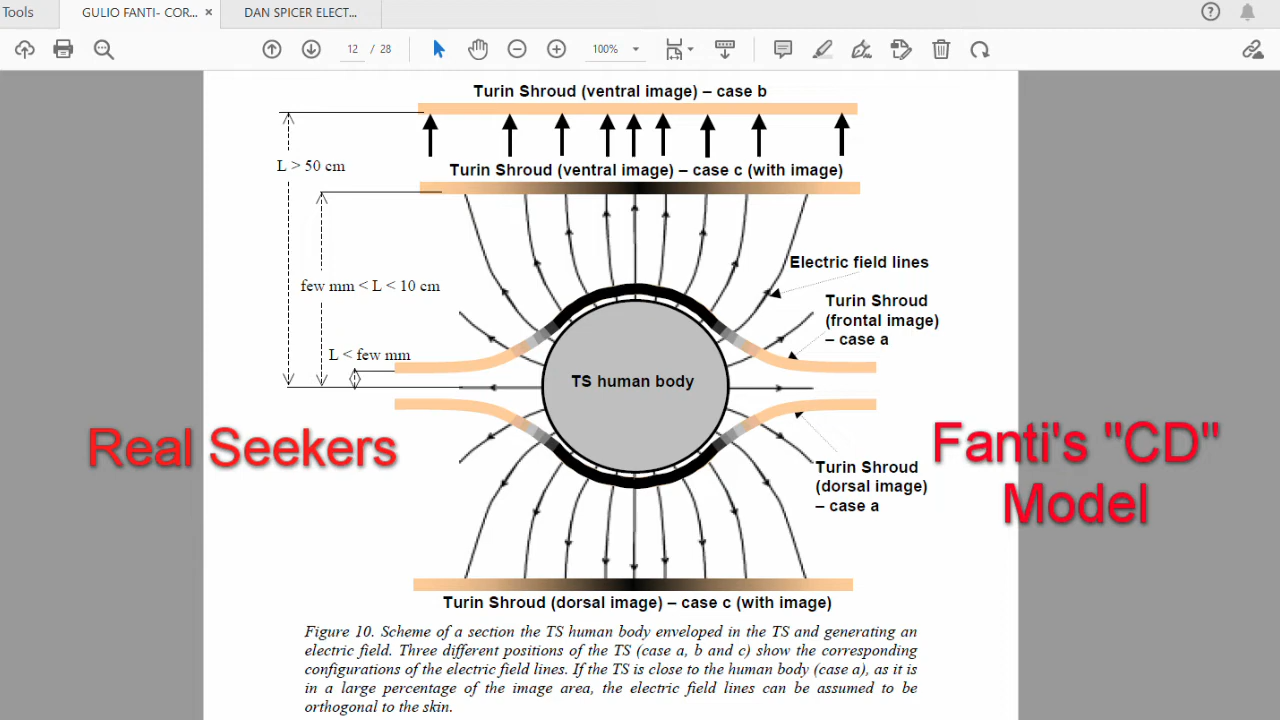 Tools
GULIO FANTI- COR... ×
DAN SPICER ELECT...
12 / 28
100%
Turin Shroud (ventral image) – case b
L > 50 cm
Turin Shroud (ventral image) – case c (with image)
Electric field lines
few mm < L < 10 cm
Turin Shroud
(frontal image)
– case a
L < few mm
TS human body
Real Seekers
Fanti's "CD"
Model
Turin Shroud
(dorsal image)
– case a
Turin Shroud (dorsal image) – case c (with image)
Figure 10. Scheme of a section the TS human body enveloped in the TS and generating an
electric field. Three different positions of the TS (case a, b and c) show the corresponding
configurations of the electric field lines. If the TS is close to the human body (case a), as it is
in a large percentage of the image area, the electric field lines can be assumed to be
orthogonal to the skin.